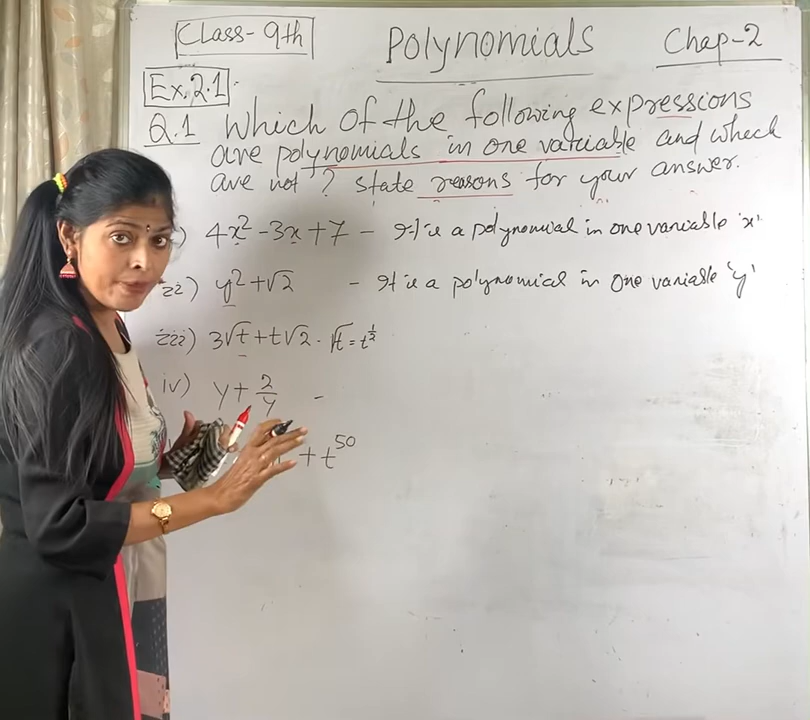 Class-9th Polynomials Chap-2
Ex.2.1
Q.1 Which of the following expressions
are polynomials in one variable and which
are not ? state reasons for your answer.
) 4x² -3x +7 - It is a polynomial in one variable 'x'
ii) y² +√2 - It is a polynomial in one variable 'y'
iii) 3√t + t√2 - √t = t^½
iv) y + 2/y -
+ t⁵⁰